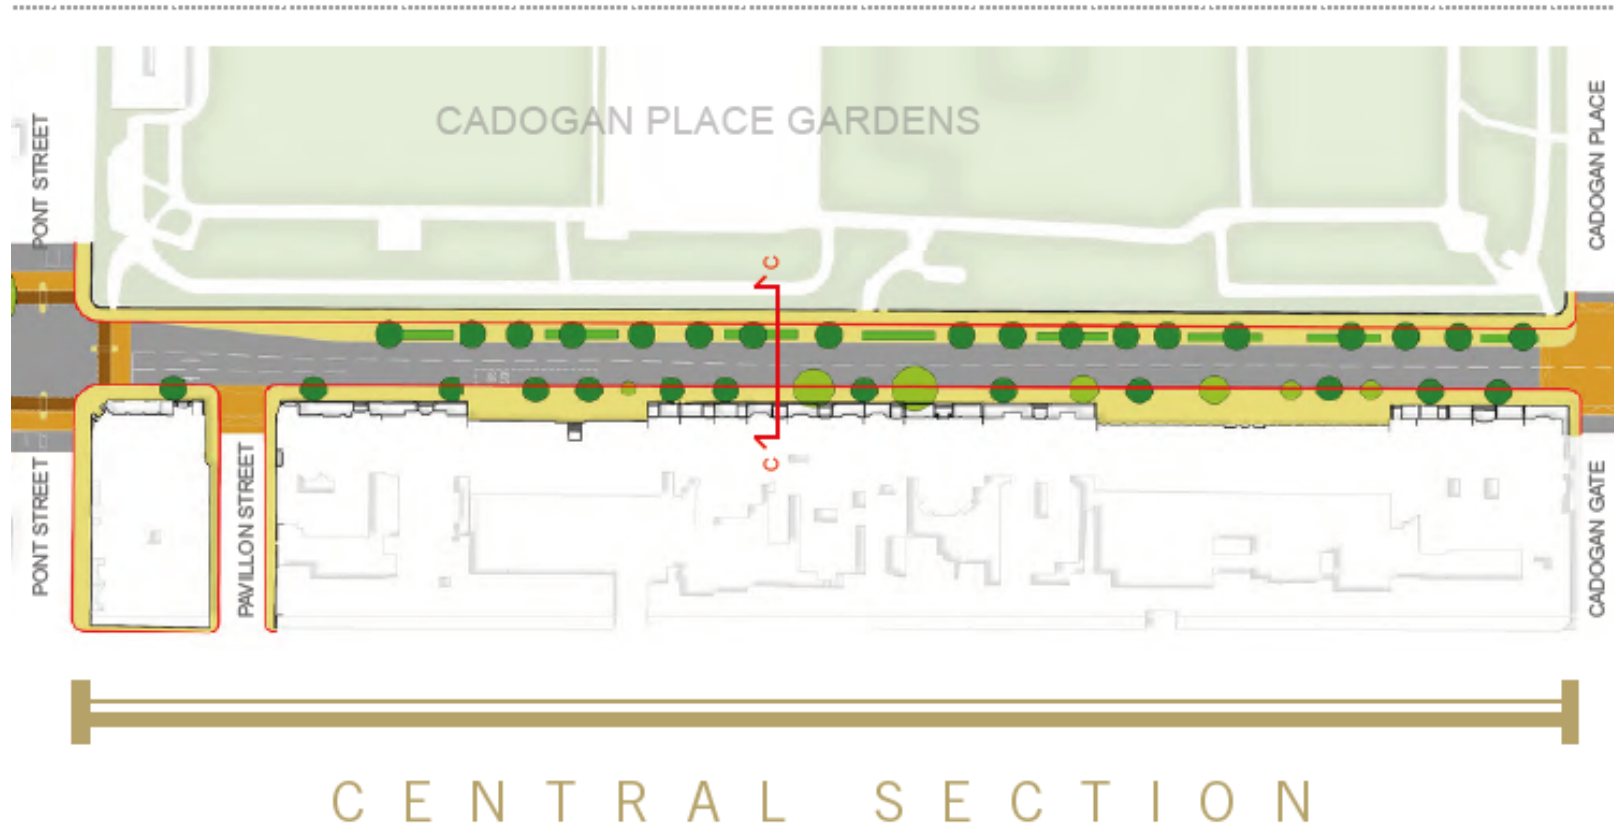 CADOGAN PLACE GARDENS
PONT STREET
CADOGAN PLACE
C
C
PONT STREET
PAVILLON STREET
CADOGAN GATE
CENTRAL SECTION